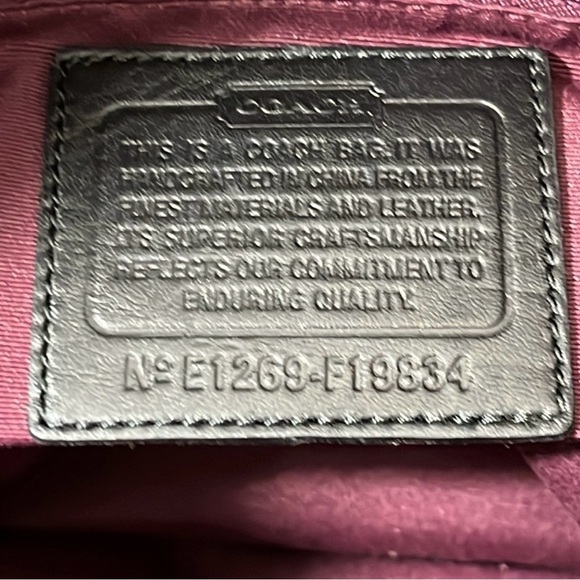 COACH
THIS IS A COACH BAG. IT WAS
HANDCRAFTED IN CHINA FROM THE
FINEST MATERIALS AND LEATHER.
ITS SUPERIOR CRAFTSMANSHIP
REFLECTS OUR COMMITMENT TO
ENDURING QUALITY.
Nº E1269-F19834